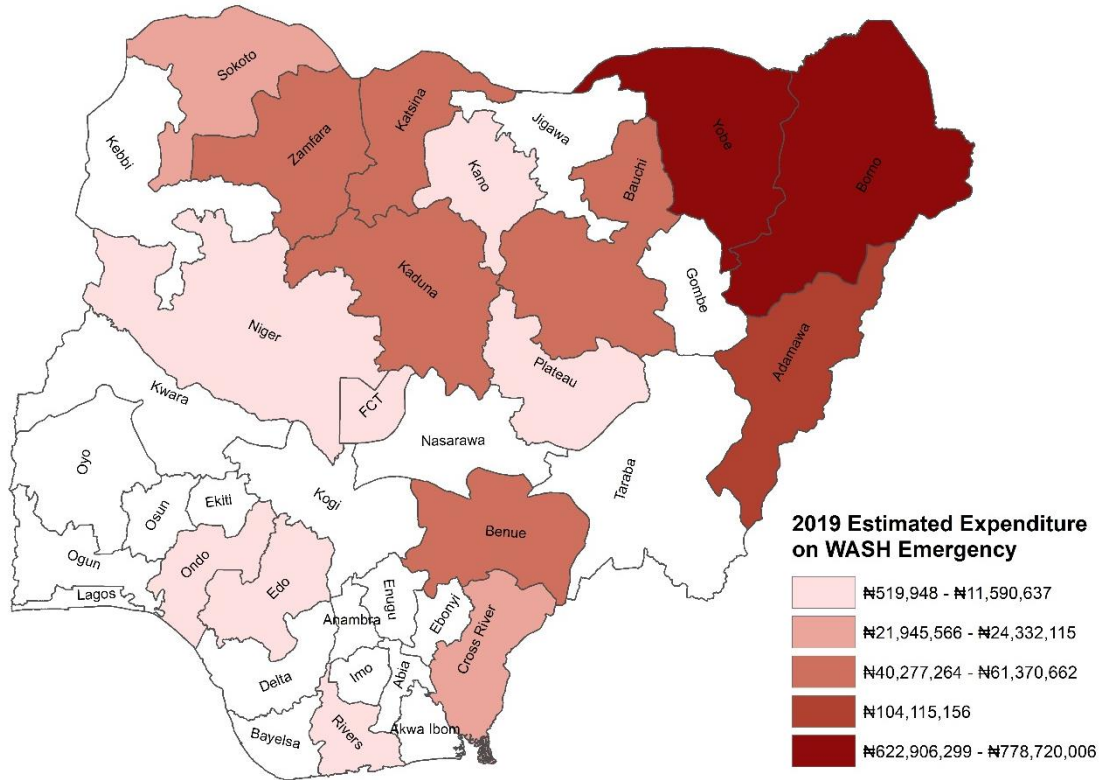 Sokoto
Katsina
Kebbi
Zamfara
Jigawa
Yobe
Borno
Kano
Bauchi
Kaduna
Gombe
Niger
Adamawa
Plateau
Kwara
FCT
Nasarawa
Oyo
Taraba
Kogi
Osun
Ekiti
Benue
Ogun
Ondo
Edo
Lagos
Enugu
Anambra
Ebonyi
Cross River
Imo
Abia
Delta
Rivers
Akwa Ibom
Bayelsa
2019 Estimated Expenditure
on WASH Emergency
₦519,948 - ₦11,590,637
₦21,945,566 - ₦24,332,115
₦40,277,264 - ₦61,370,662
₦104,115,156
₦622,906,299 - ₦778,720,006